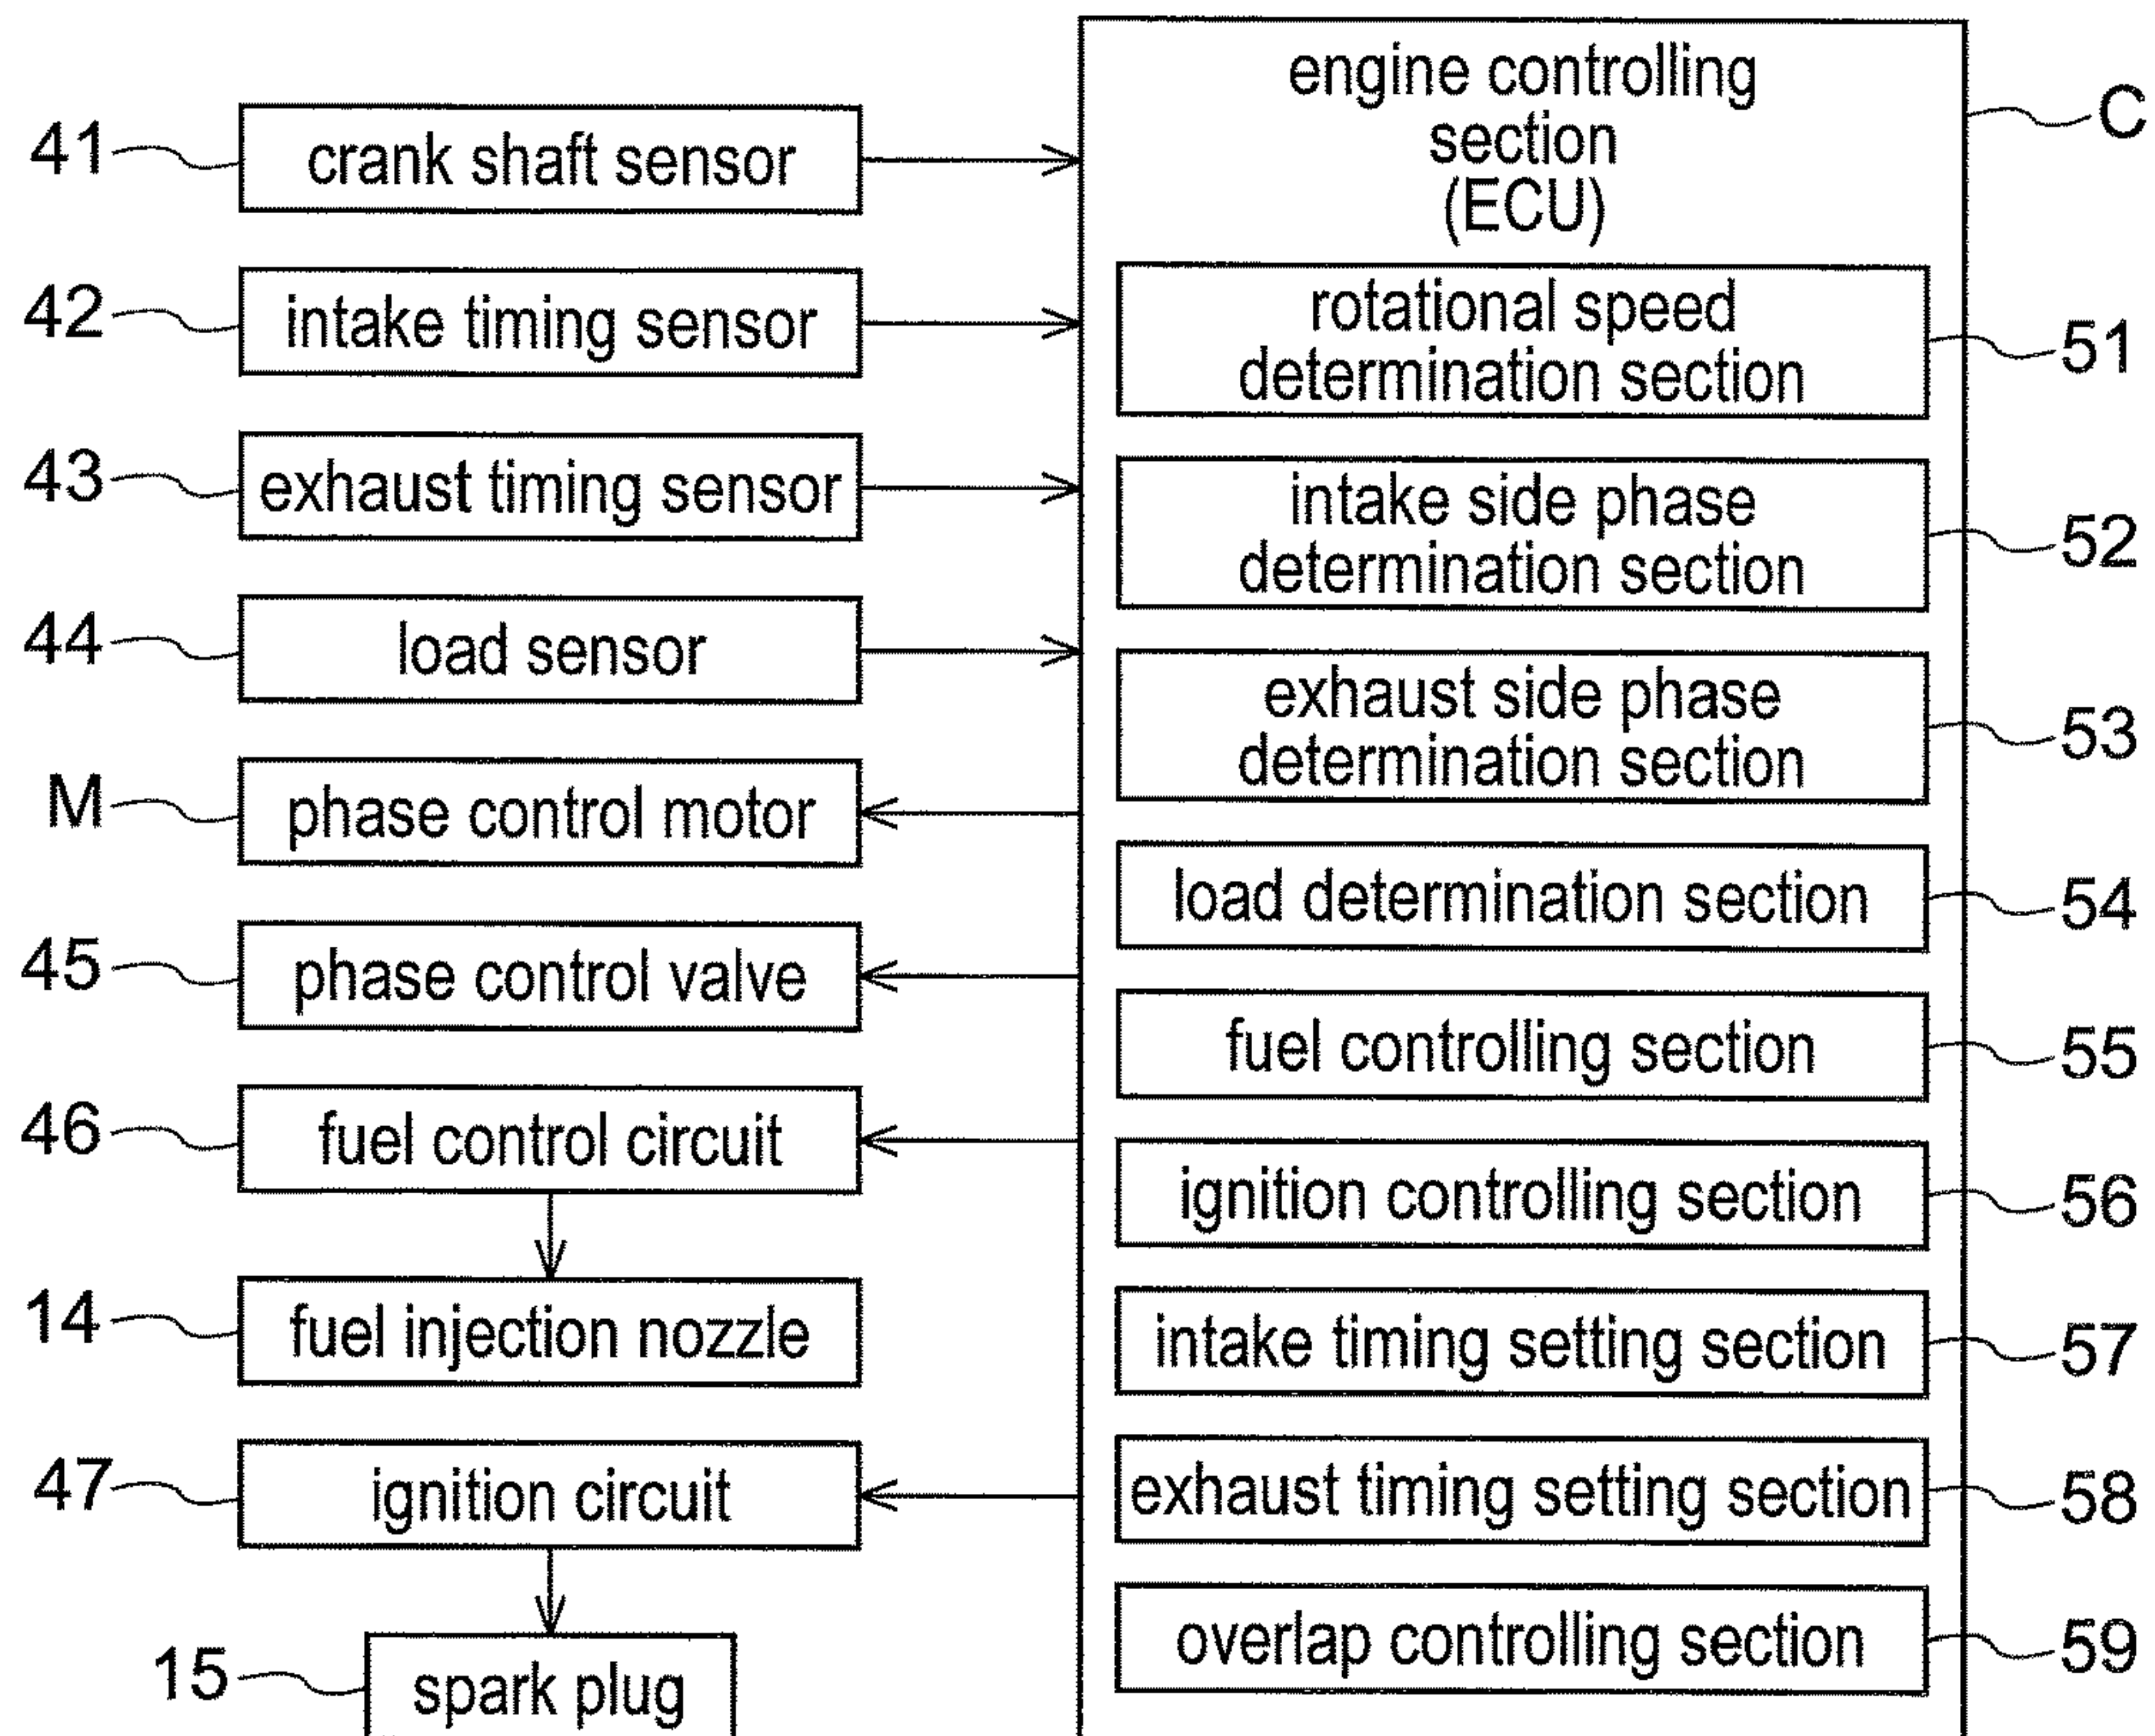 41
crank shaft sensor
42
intake timing sensor
43
exhaust timing sensor
44
load sensor
M
phase control motor
45
phase control valve
46
fuel control circuit
14
fuel injection nozzle
47
ignition circuit
15
spark plug
engine controlling
section
(ECU)
C
rotational speed
determination section
51
intake side phase
determination section
52
exhaust side phase
determination section
53
load determination section
54
fuel controlling section
55
ignition controlling section
56
intake timing setting section
57
exhaust timing setting section
58
overlap controlling section
59